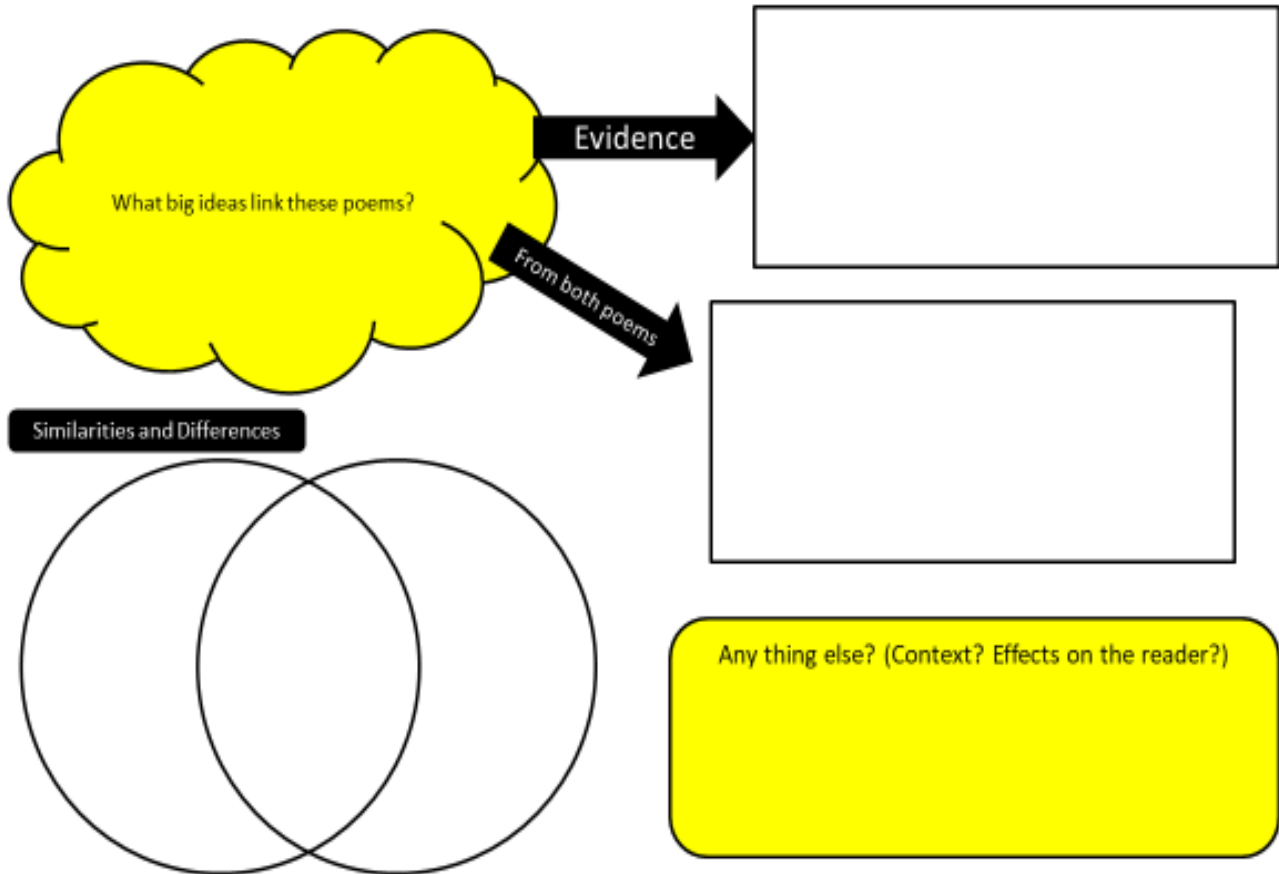 What big ideas link these poems?
Evidence
From both poems
Similarities and Differences
Any thing else? (Context? Effects on the reader?)